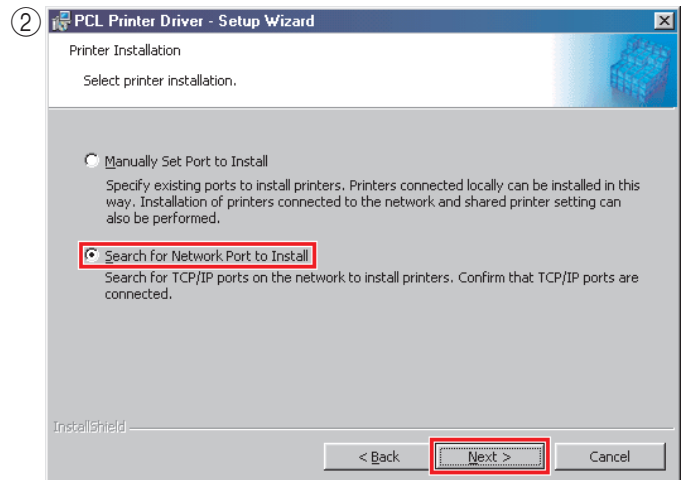 ② PCL Printer Driver - Setup Wizard
Printer Installation
Select printer installation.
Manually Set Port to Install
Specify existing ports to install printers. Printers connected locally can be installed in this
way. Installation of printers connected to the network and shared printer setting can
also be performed.
Search for Network Port to Install
Search for TCP/IP ports on the network to install printers. Confirm that TCP/IP ports are
connected.
InstallShield
< Back Next > Cancel